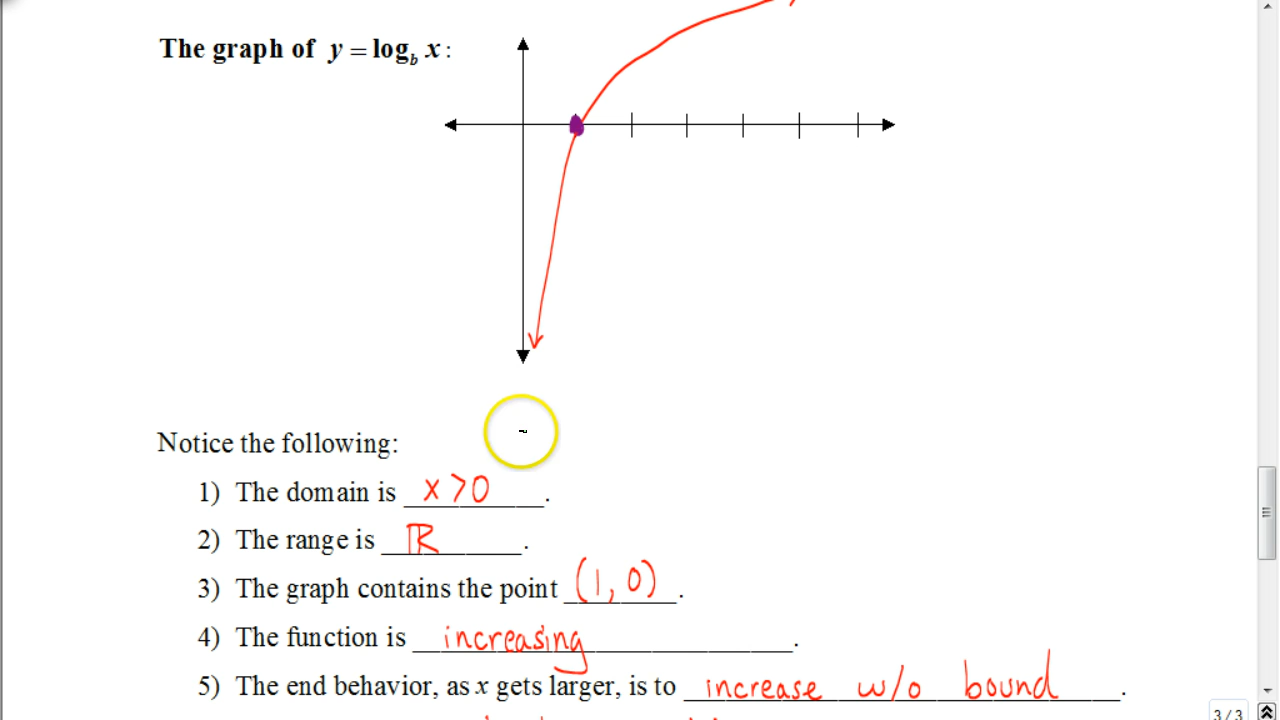 The graph of y = log_b x :
Notice the following:
1) The domain is x > 0 .
2) The range is ℝ .
3) The graph contains the point (1, 0) .
4) The function is increasing .
5) The end behavior, as x gets larger, is to increase w/o bound .
3 / 3